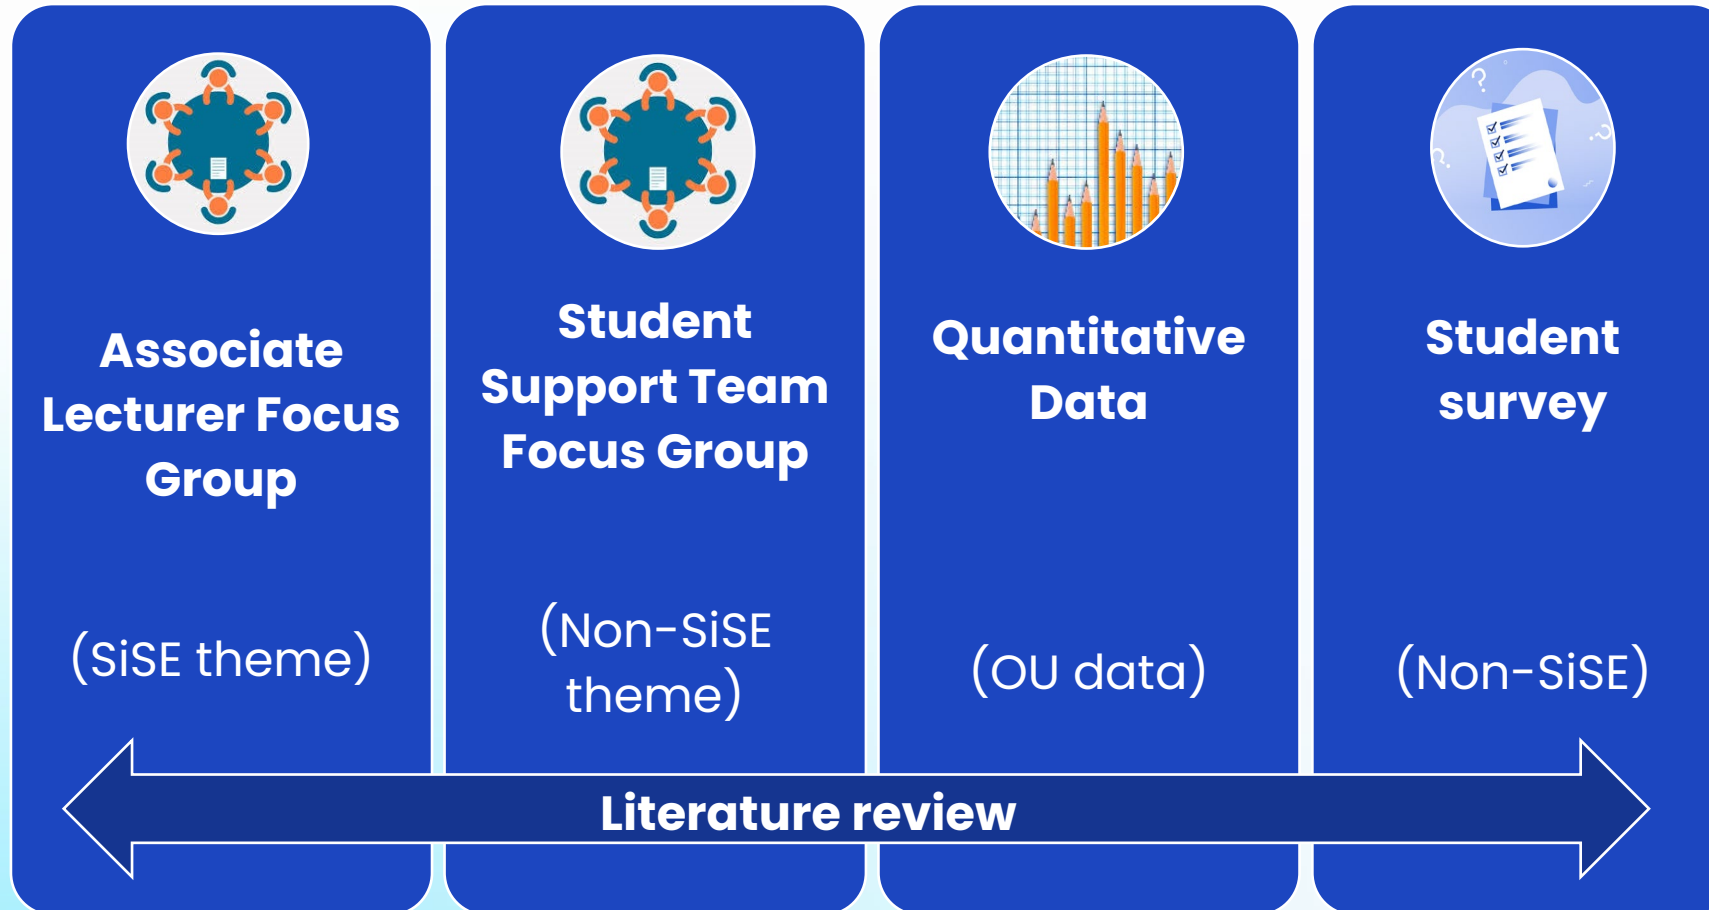 Associate
Lecturer Focus
Group
(SiSE theme)
Student
Support Team
Focus Group
(Non-SiSE
theme)
Quantitative
Data
(OU data)
Student
survey
(Non-SiSE)
Literature review